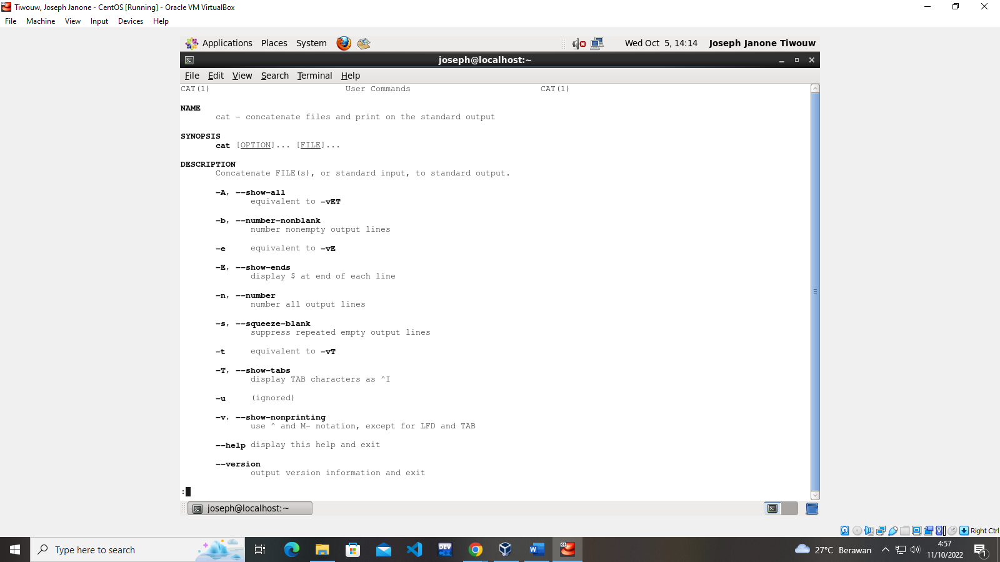 Tiwouw, Joseph Janone - CentOS [Running] - Oracle VM VirtualBox
File Machine View Input Devices Help
Applications Places System Wed Oct 5, 14:14 Joseph Janone Tiwouw
joseph@localhost:~
File Edit View Search Terminal Help
CAT(1) User Commands CAT(1)
NAME
cat - concatenate files and print on the standard output
SYNOPSIS
cat [OPTION]... [FILE]...
DESCRIPTION
Concatenate FILE(s), or standard input, to standard output.
-A, --show-all
equivalent to -vET
-b, --number-nonblank
number nonempty output lines
-e equivalent to -vE
-E, --show-ends
display $ at end of each line
-n, --number
number all output lines
-s, --squeeze-blank
suppress repeated empty output lines
-t equivalent to -vT
-T, --show-tabs
display TAB characters as ^I
-u (ignored)
-v, --show-nonprinting
use ^ and M- notation, except for LFD and TAB
--help display this help and exit
--version
output version information and exit
:
joseph@localhost:~
Right Ctrl
Type here to search
DEV
27°C Berawan
4:57
11/10/2022
1